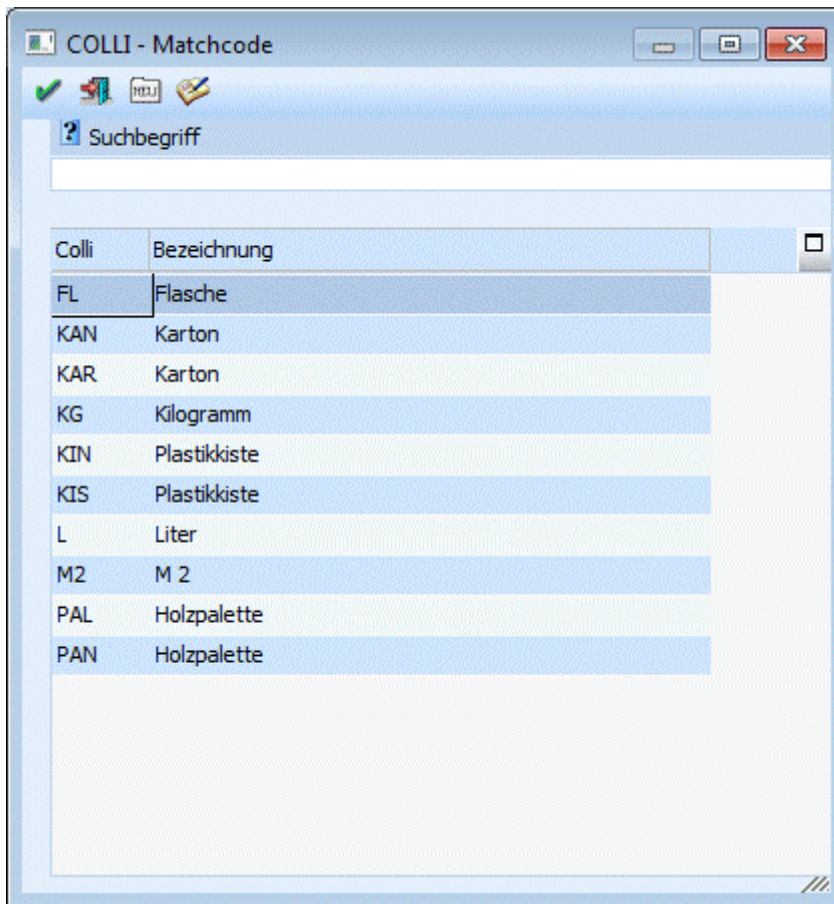 COLLI - Matchcode
NEU
Suchbegriff
Colli Bezeichnung
FL Flasche
KAN Karton
KAR Karton
KG Kilogramm
KIN Plastikkiste
KIS Plastikkiste
L Liter
M2 M 2
PAL Holzpalette
PAN Holzpalette